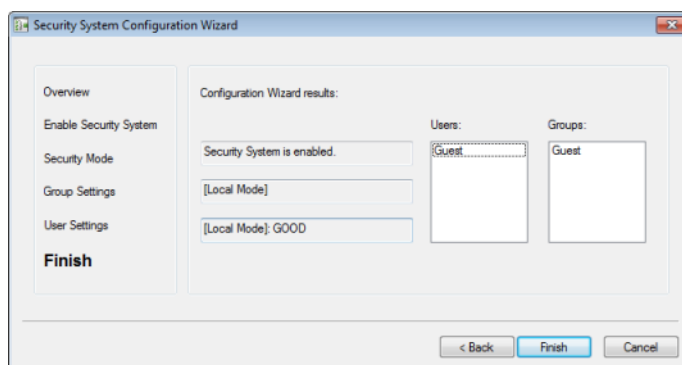 Security System Configuration Wizard
Overview
Enable Security System
Security Mode
Group Settings
User Settings
Finish
Configuration Wizard results:
Security System is enabled.
[Local Mode]
[Local Mode]: GOOD
Users:
Guest
Groups:
Guest
< Back
Finish
Cancel